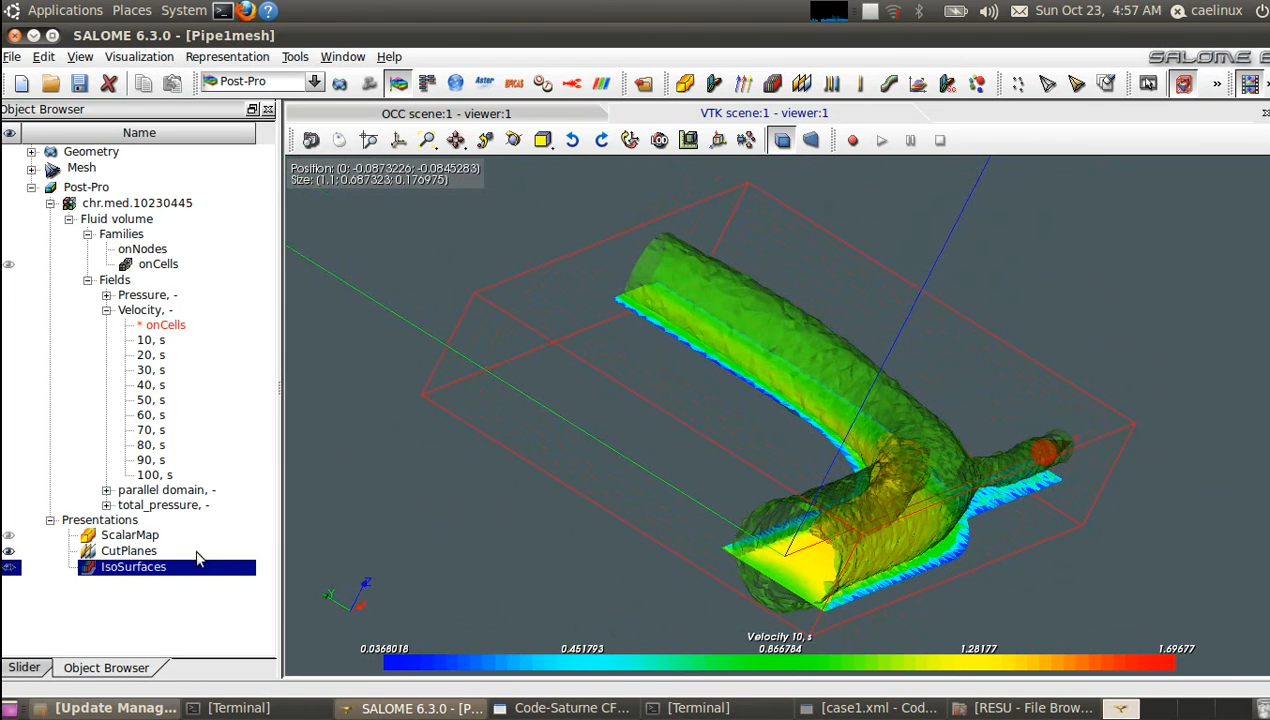 Applications Places System
Sun Oct 23, 4:57 AM
caelinux
SALOME 6.3.0 - [Pipe1mesh]
File Edit View Visualization Representation Tools Window Help
SALOME
Post-Pro
Aster
»
»
Object Browser
Name
Geometry
Mesh
Post-Pro
chr.med.10230445
Fluid volume
Families
onNodes
onCells
Fields
Pressure, -
Velocity, -
* onCells
10, s
20, s
30, s
40, s
50, s
60, s
70, s
80, s
90, s
100, s
parallel domain, -
total_pressure, -
Presentations
ScalarMap
CutPlanes
IsoSurfaces
Slider
Object Browser
OCC scene:1 - viewer:1
VTK scene:1 - viewer:1
LOD
Position: (0; -0.0873226; -0.0845283)
Size: (1.1; 0.687323; 0.176975)
Z
Y
Velocity 10, s
0.0368018 0.451793 0.866784 1.28177 1.69677
[Update Manag...
[Terminal]
SALOME 6.3.0 - [P...
Code-Saturne CF...
[Terminal]
[case1.xml - Cod...
[RESU - File Brow...